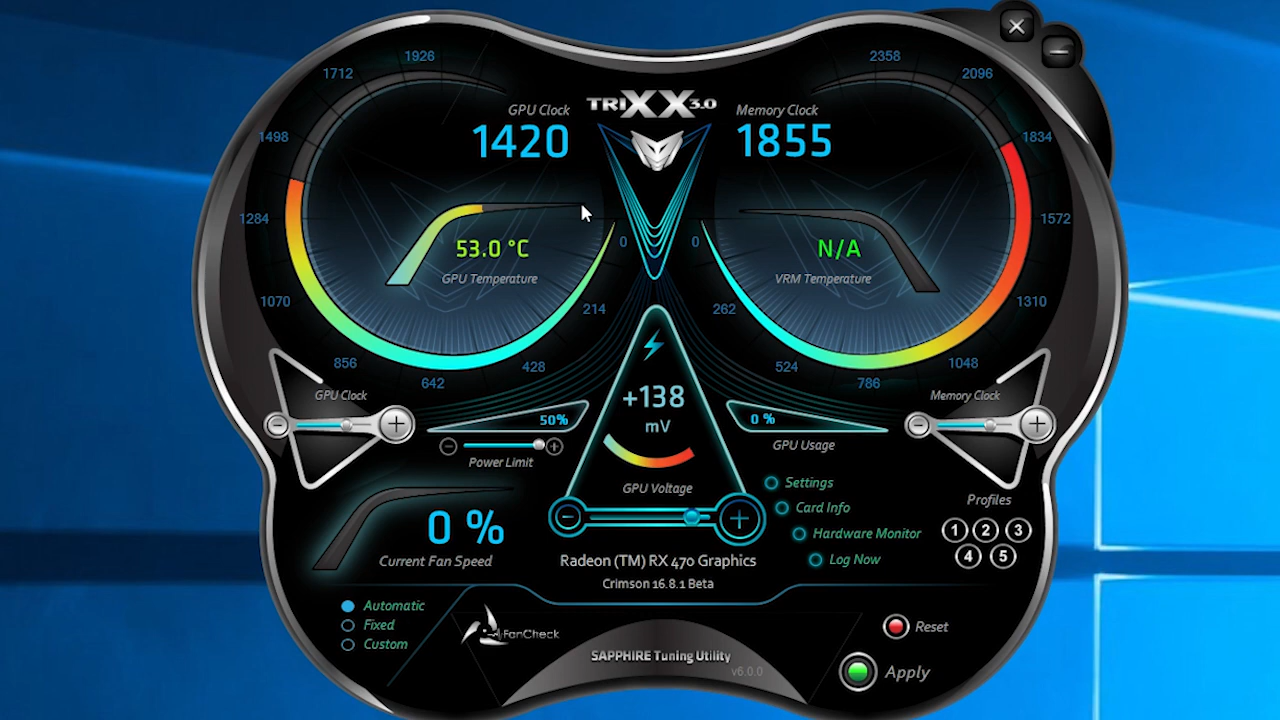 TRIXX 3.0
GPU Clock
1420
Memory Clock
1855
1926
1712
1498
1284
1070
856
642
428
214
0
2358
2096
1834
1572
1310
1048
786
524
262
0
53.0 °C
GPU Temperature
N/A
VRM Temperature
GPU Clock
50%
Power Limit
+138
mV
GPU Voltage
0 %
GPU Usage
Memory Clock
0 %
Current Fan Speed
Settings
Card Info
Hardware Monitor
Log Now
Profiles
1 2 3
4 5
Radeon (TM) RX 470 Graphics
Crimson 16.8.1 Beta
Automatic
Fixed
Custom
FanCheck
SAPPHIRE Tuning Utility
v6.0.0
Reset
Apply